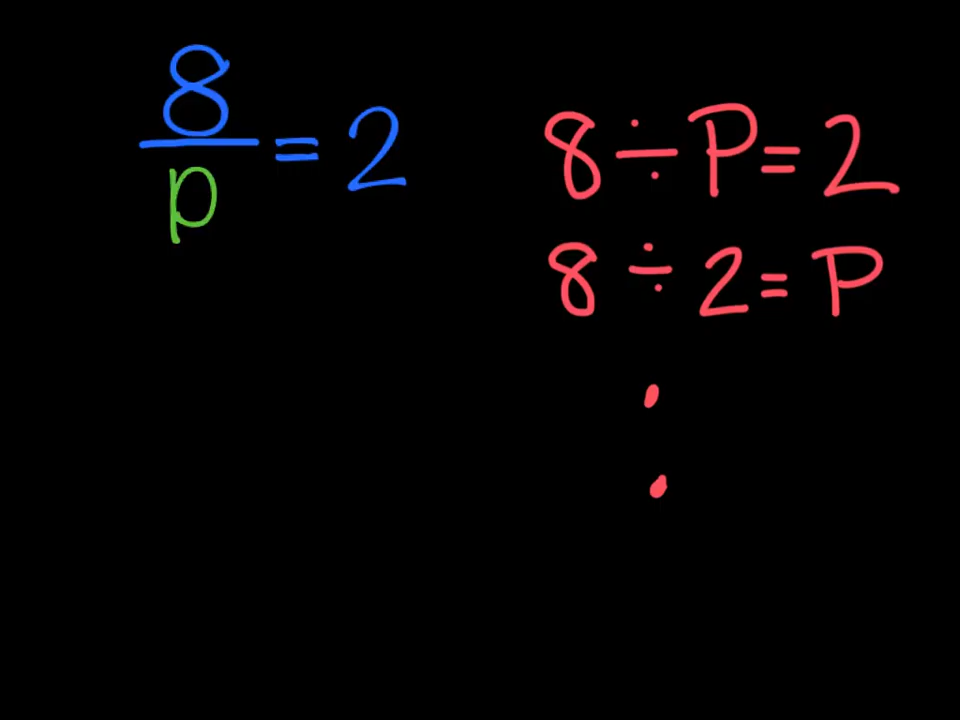 8/p = 2
8 ÷ P = 2
8 ÷ 2 = P